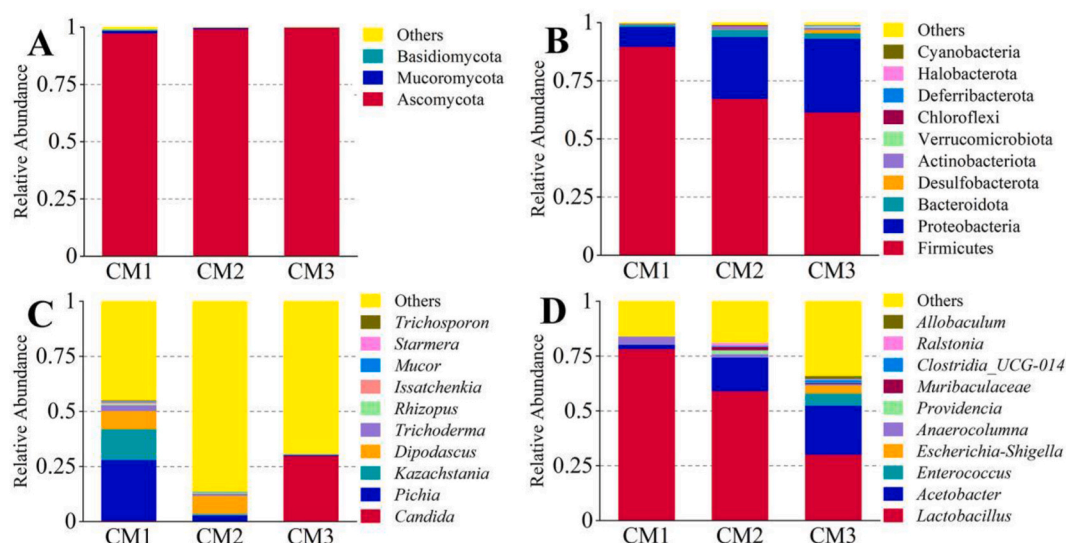 A
Relative Abundance
1
0.75
0.5
0.25
0
CM1 CM2 CM3
Others
Basidiomycota
Mucoromycota
Ascomycota
B
Relative Abundance
1
0.75
0.5
0.25
0
CM1 CM2 CM3
Others
Cyanobacteria
Halobacterota
Deferribacterota
Chloroflexi
Verrucomicrobiota
Actinobacteriota
Desulfobacterota
Bacteroidota
Proteobacteria
Firmicutes
C
Relative Abundance
1
0.75
0.5
0.25
0
CM1 CM2 CM3
Others
Trichosporon
Starmera
Mucor
Issatchenkia
Rhizopus
Trichoderma
Dipodascus
Kazachstania
Pichia
Candida
D
Relative Abundance
1
0.75
0.5
0.25
0
CM1 CM2 CM3
Others
Allobaculum
Ralstonia
Clostridia_UCG-014
Muribaculaceae
Providencia
Anaerocolumna
Escherichia-Shigella
Enterococcus
Acetobacter
Lactobacillus